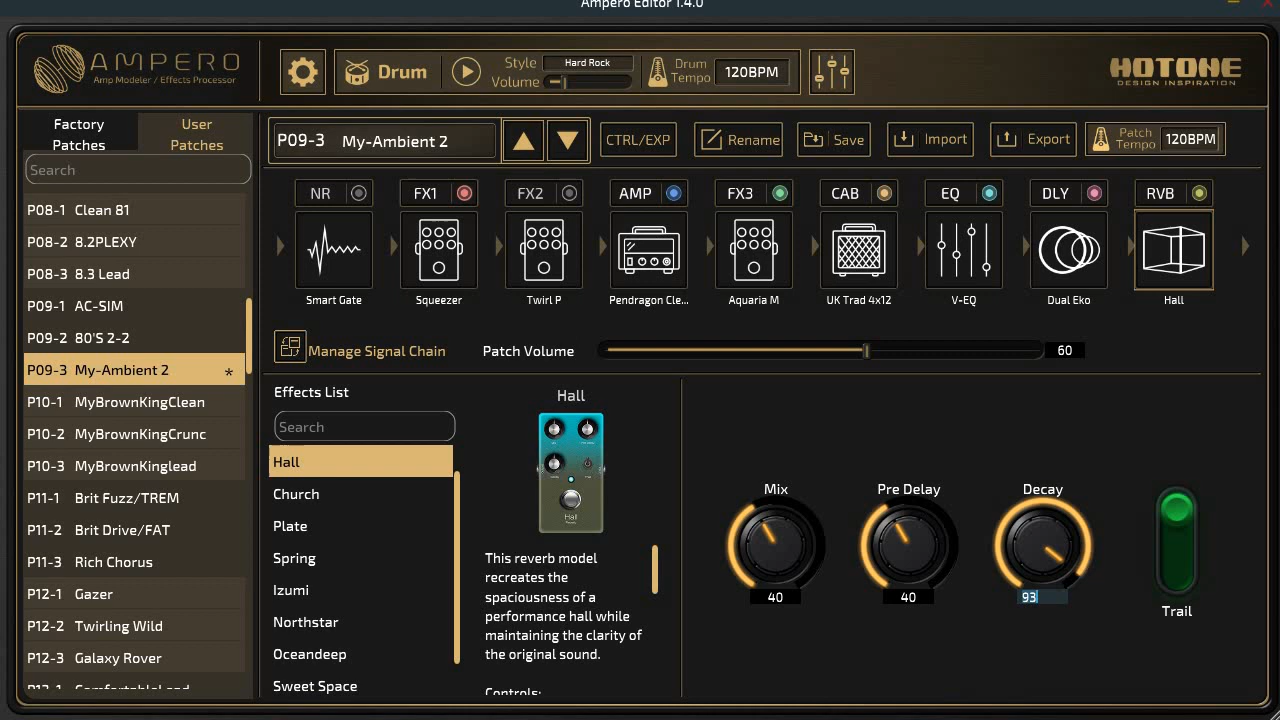 Ampero Editor 1.4.0
AMPERO
Amp Modeler / Effects Processor
Drum
Style
Hard Rock
Volume
Drum
Tempo
120BPM
HOTONE
DESIGN INSPIRATION
Factory
Patches
User
Patches
Search
P08-1 Clean 81
P08-2 8.2PLEXY
P08-3 8.3 Lead
P09-1 AC-SIM
P09-2 80'S 2-2
P09-3 My-Ambient 2 *
P10-1 MyBrownKingClean
P10-2 MyBrownKingCrunc
P10-3 MyBrownKinglead
P11-1 Brit Fuzz/TREM
P11-2 Brit Drive/FAT
P11-3 Rich Chorus
P12-1 Gazer
P12-2 Twirling Wild
P12-3 Galaxy Rover
P09-3 My-Ambient 2
CTRL/EXP
Rename
Save
Import
Export
Patch
Tempo
120BPM
NR
FX1
FX2
AMP
FX3
CAB
EQ
DLY
RVB
Smart Gate
Squeezer
Twirl P
Pendragon Cle...
Aquaria M
UK Trad 4x12
V-EQ
Dual Eko
Hall
Manage Signal Chain
Patch Volume
60
Effects List
Search
Hall
Church
Plate
Spring
Izumi
Northstar
Oceandeep
Sweet Space
Hall
Hall
This reverb model
recreates the
spaciousness of a
performance hall while
maintaining the clarity of
the original sound.
Controls:
Mix
40
Pre Delay
40
Decay
93
Trail